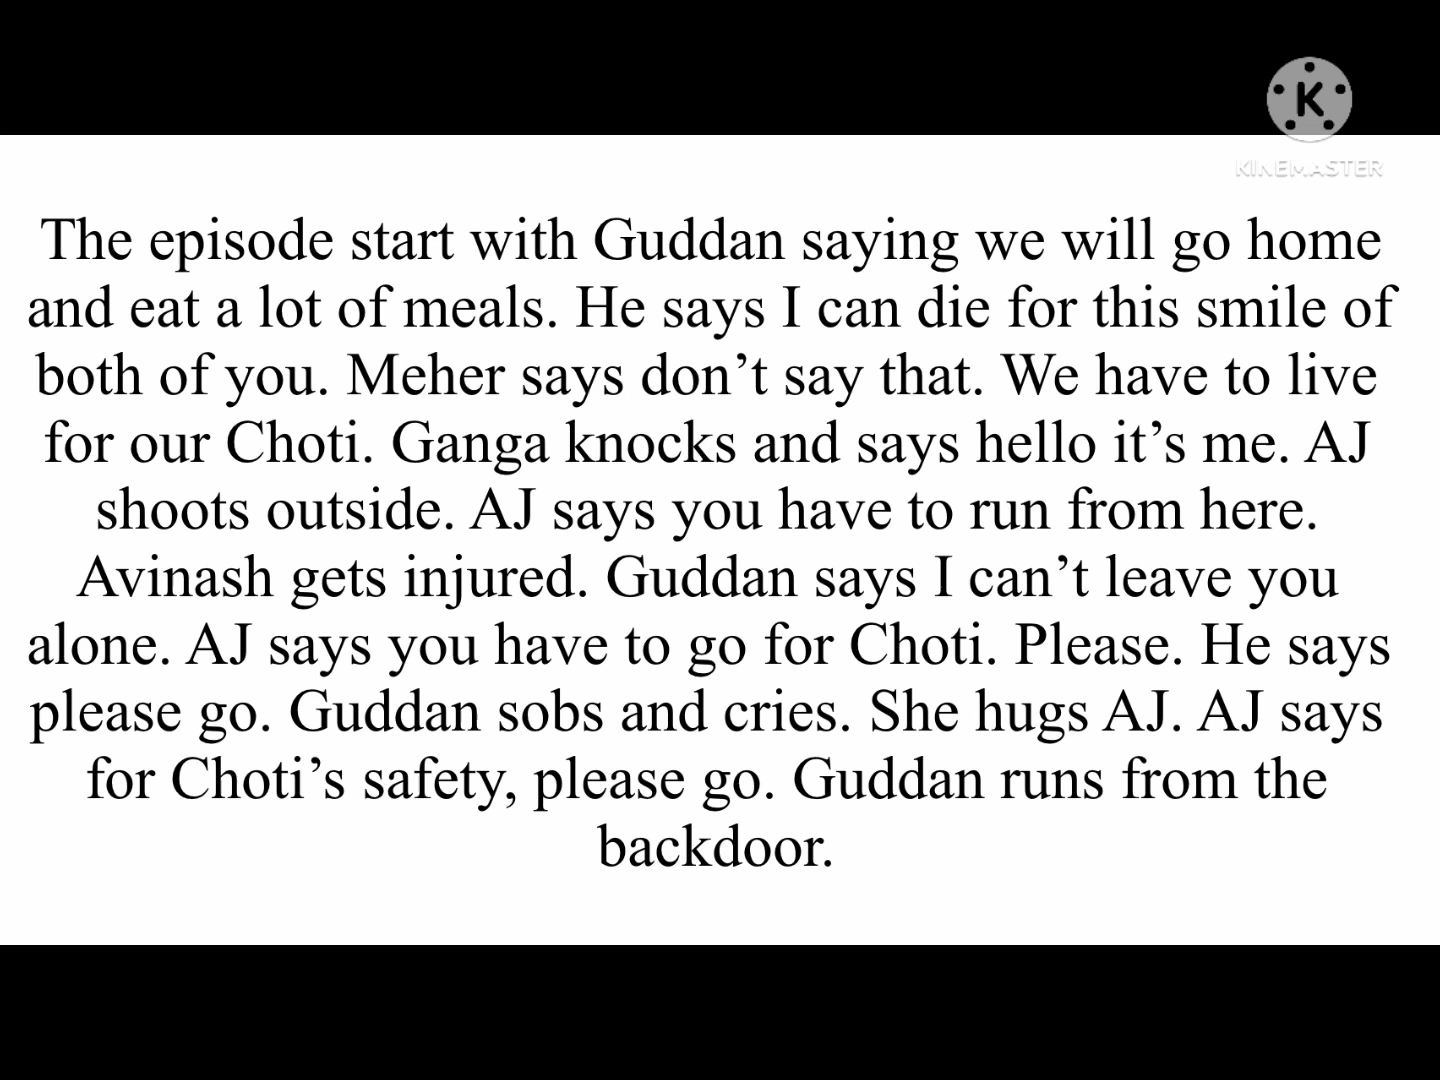 K
KINEMASTER
The episode start with Guddan saying we will go home
and eat a lot of meals. He says I can die for this smile of
both of you. Meher says don’t say that. We have to live
for our Choti. Ganga knocks and says hello it’s me. AJ
shoots outside. AJ says you have to run from here.
Avinash gets injured. Guddan says I can’t leave you
alone. AJ says you have to go for Choti. Please. He says
please go. Guddan sobs and cries. She hugs AJ. AJ says
for Choti’s safety, please go. Guddan runs from the
backdoor.